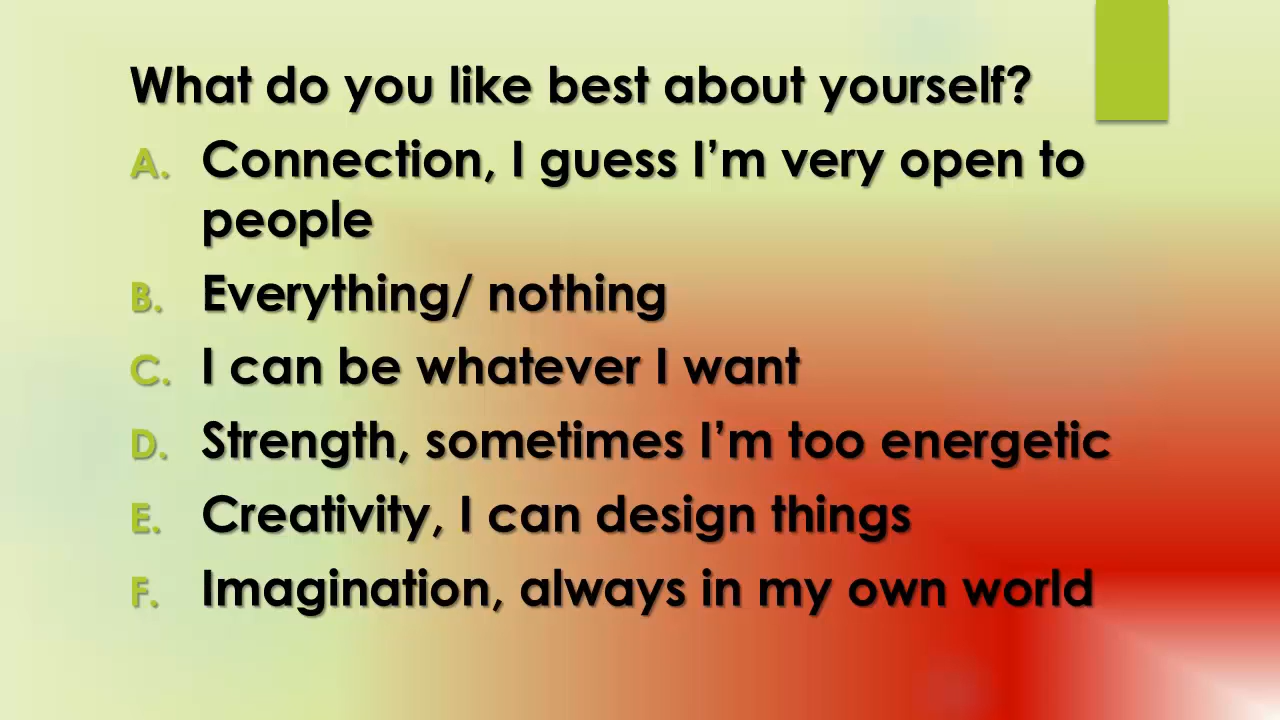 What do you like best about yourself?
A. Connection, I guess I’m very open to
people
B. Everything/ nothing
C. I can be whatever I want
D. Strength, sometimes I’m too energetic
E. Creativity, I can design things
F. Imagination, always in my own world